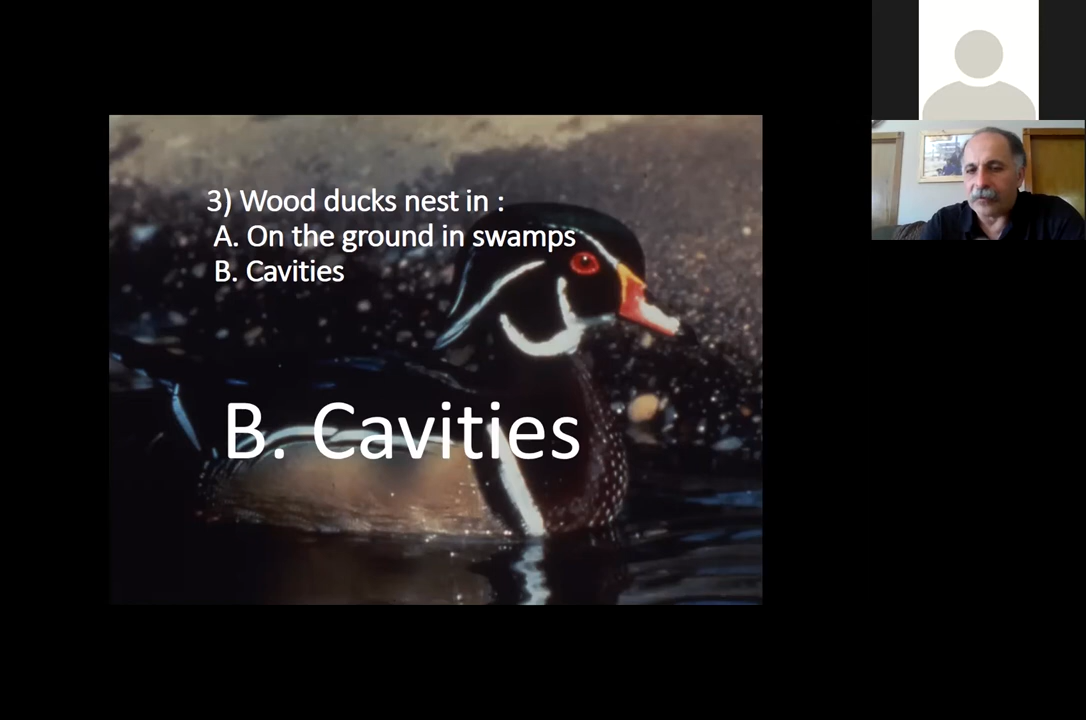 3) Wood ducks nest in :
A. On the ground in swamps
B. Cavities
B. Cavities